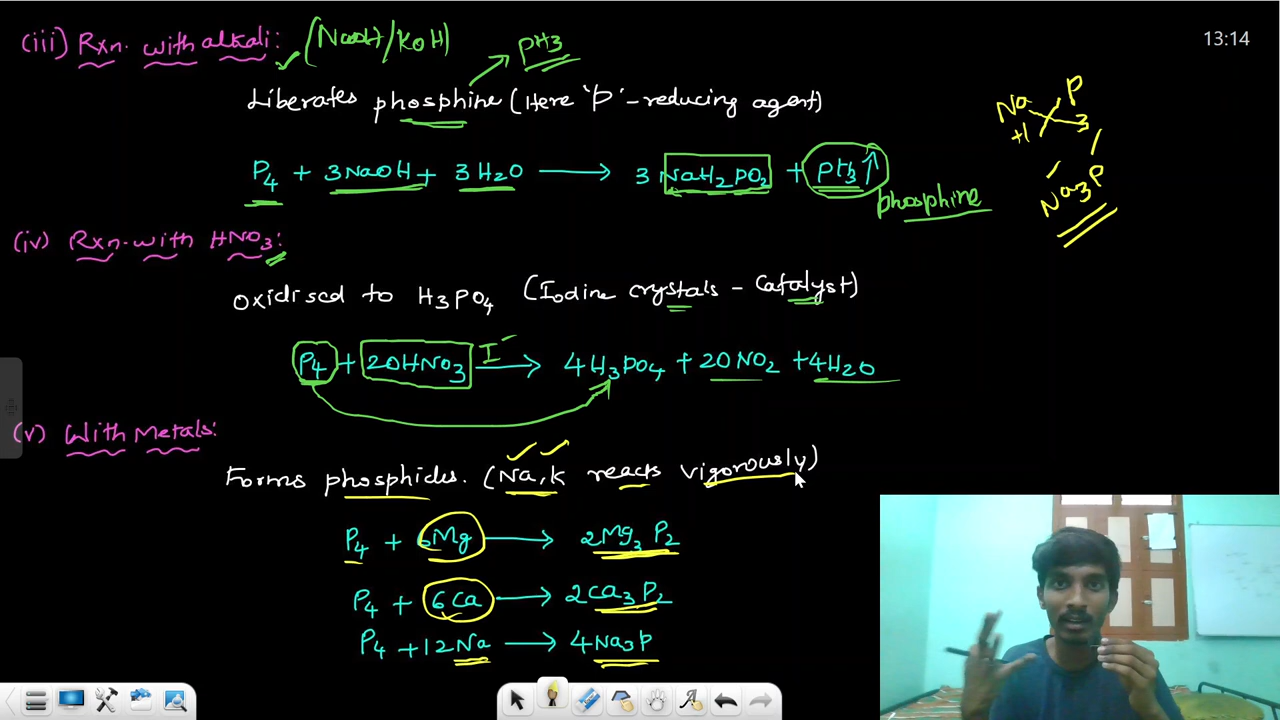 (iii) Rxn. with alkali: (NaOH/KOH)
PH3
Liberates phosphine (Here 'P'-reducing agent)
P4 + 3NaOH + 3H2O → 3 NaH2PO2 + PH3↑
phosphine
(iv) Rxn. with HNO3:
oxidised to H3PO4 (Iodine crystals - catalyst)
P4 + 20HNO3 I⁻→ 4H3PO4 + 20NO2 + 4H2O
(v) With Metals:
Forms phosphides. (Na, K reacts vigorously)
P4 + 6Mg → 2Mg3P2
P4 + 6Ca → 2Ca3P2
P4 + 12Na → 4Na3P
13:14
Na P
+1 3
Na3P